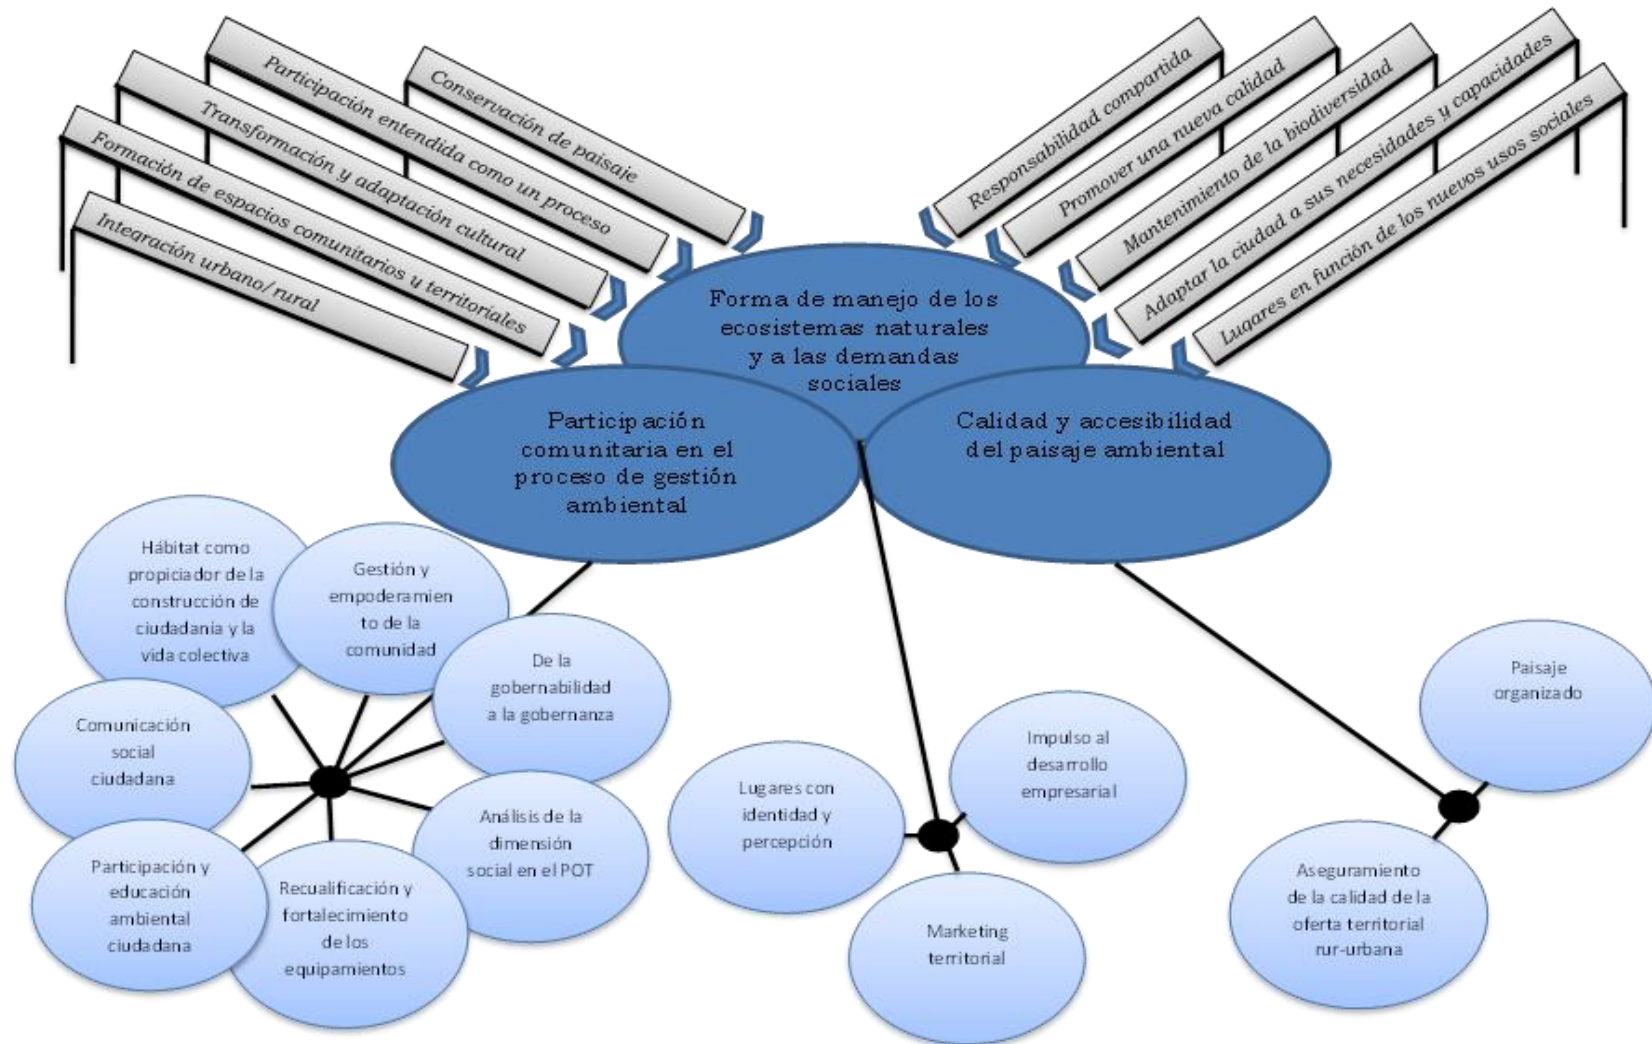 Conservación de paisaje
Participación entendida como un proceso
Transformación y adaptación cultural
Formación de espacios comunitarios y territoriales
Integración urbano/rural
Responsabilidad compartida
Promover una nueva calidad
Mantenimiento de la biodiversidad
Adaptar la ciudad a sus necesidades y capacidades
Lugares en función de los nuevos usos sociales
Forma de manejo de los
ecosistemas naturales
y a las demandas
sociales
Participación
comunitaria en el
proceso de gestión
ambiental
Calidad y accesibilidad
del paisaje ambiental
Hábitat como
propiciador de la
construcción de
ciudadanía y la
vida colectiva
Gestión y
empoderamien
to de la
comunidad
De la
gobernabilidad
a la gobernanza
Comunicación
social
ciudadana
Análisis de la
dimensión
social en el POT
Participación y
educación
ambiental
ciudadana
Recualificación y
fortalecimiento
de los
equipamientos
Lugares con
identidad y
percepción
Impulso al
desarrollo
empresarial
Marketing
territorial
Paisaje
organizado
Aseguramiento
de la calidad de la
oferta territorial
rur-urbana